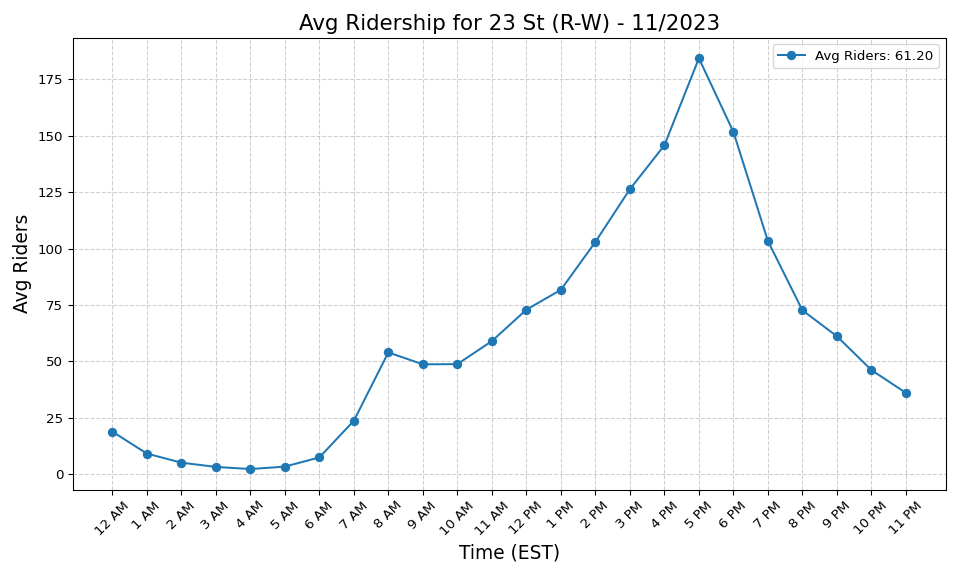 Avg Ridership for 23 St (R-W) - 11/2023
Avg Riders: 61.20
Avg Riders
175
150
125
100
75
50
25
0
12 AM
1 AM
2 AM
3 AM
4 AM
5 AM
6 AM
7 AM
8 AM
9 AM
10 AM
11 AM
12 PM
1 PM
2 PM
3 PM
4 PM
5 PM
6 PM
7 PM
8 PM
9 PM
10 PM
11 PM
Time (EST)